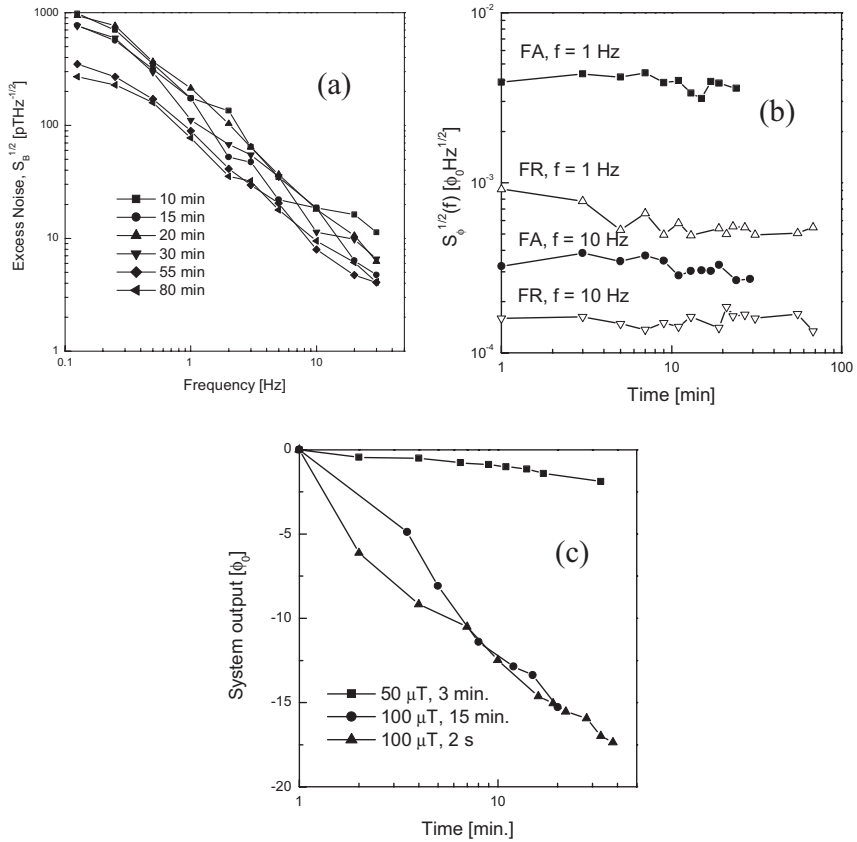 1000
100
10
1
0.1
1
10
Excess Noise, S_B^{1/2} [pTHz^{-1/2}]
Frequency [Hz]
(a)
10 min
15 min
20 min
30 min
55 min
80 min
10^{-2}
10^{-3}
10^{-4}
1
10
100
S_ϕ^{1/2}(f) [ϕ_0Hz^{1/2}]
Time [min]
(b)
FA, f = 1 Hz
FR, f = 1 Hz
FA, f = 10 Hz
FR, f = 10 Hz
0
-5
-10
-15
-20
1
10
System output [ϕ_0]
Time [min.]
(c)
50 μT, 3 min.
100 μT, 15 min.
100 μT, 2 s